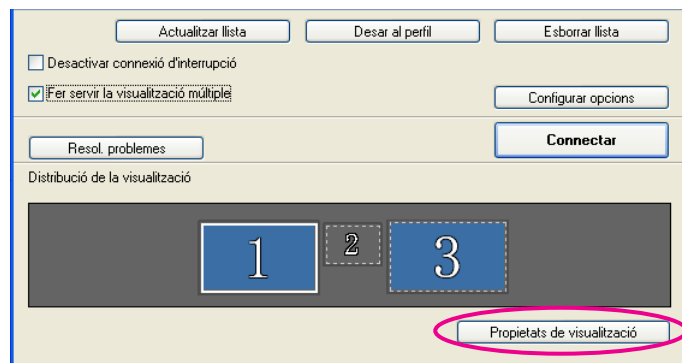 Actualitzar llista Desar al perfil Esborrar llista
Desactivar connexió d'interrupció
Fer servir la visualització múltiple
Configurar opcions
Connectar
Resol. problemes
Distribució de la visualització
1 2 3
Propietats de visualització